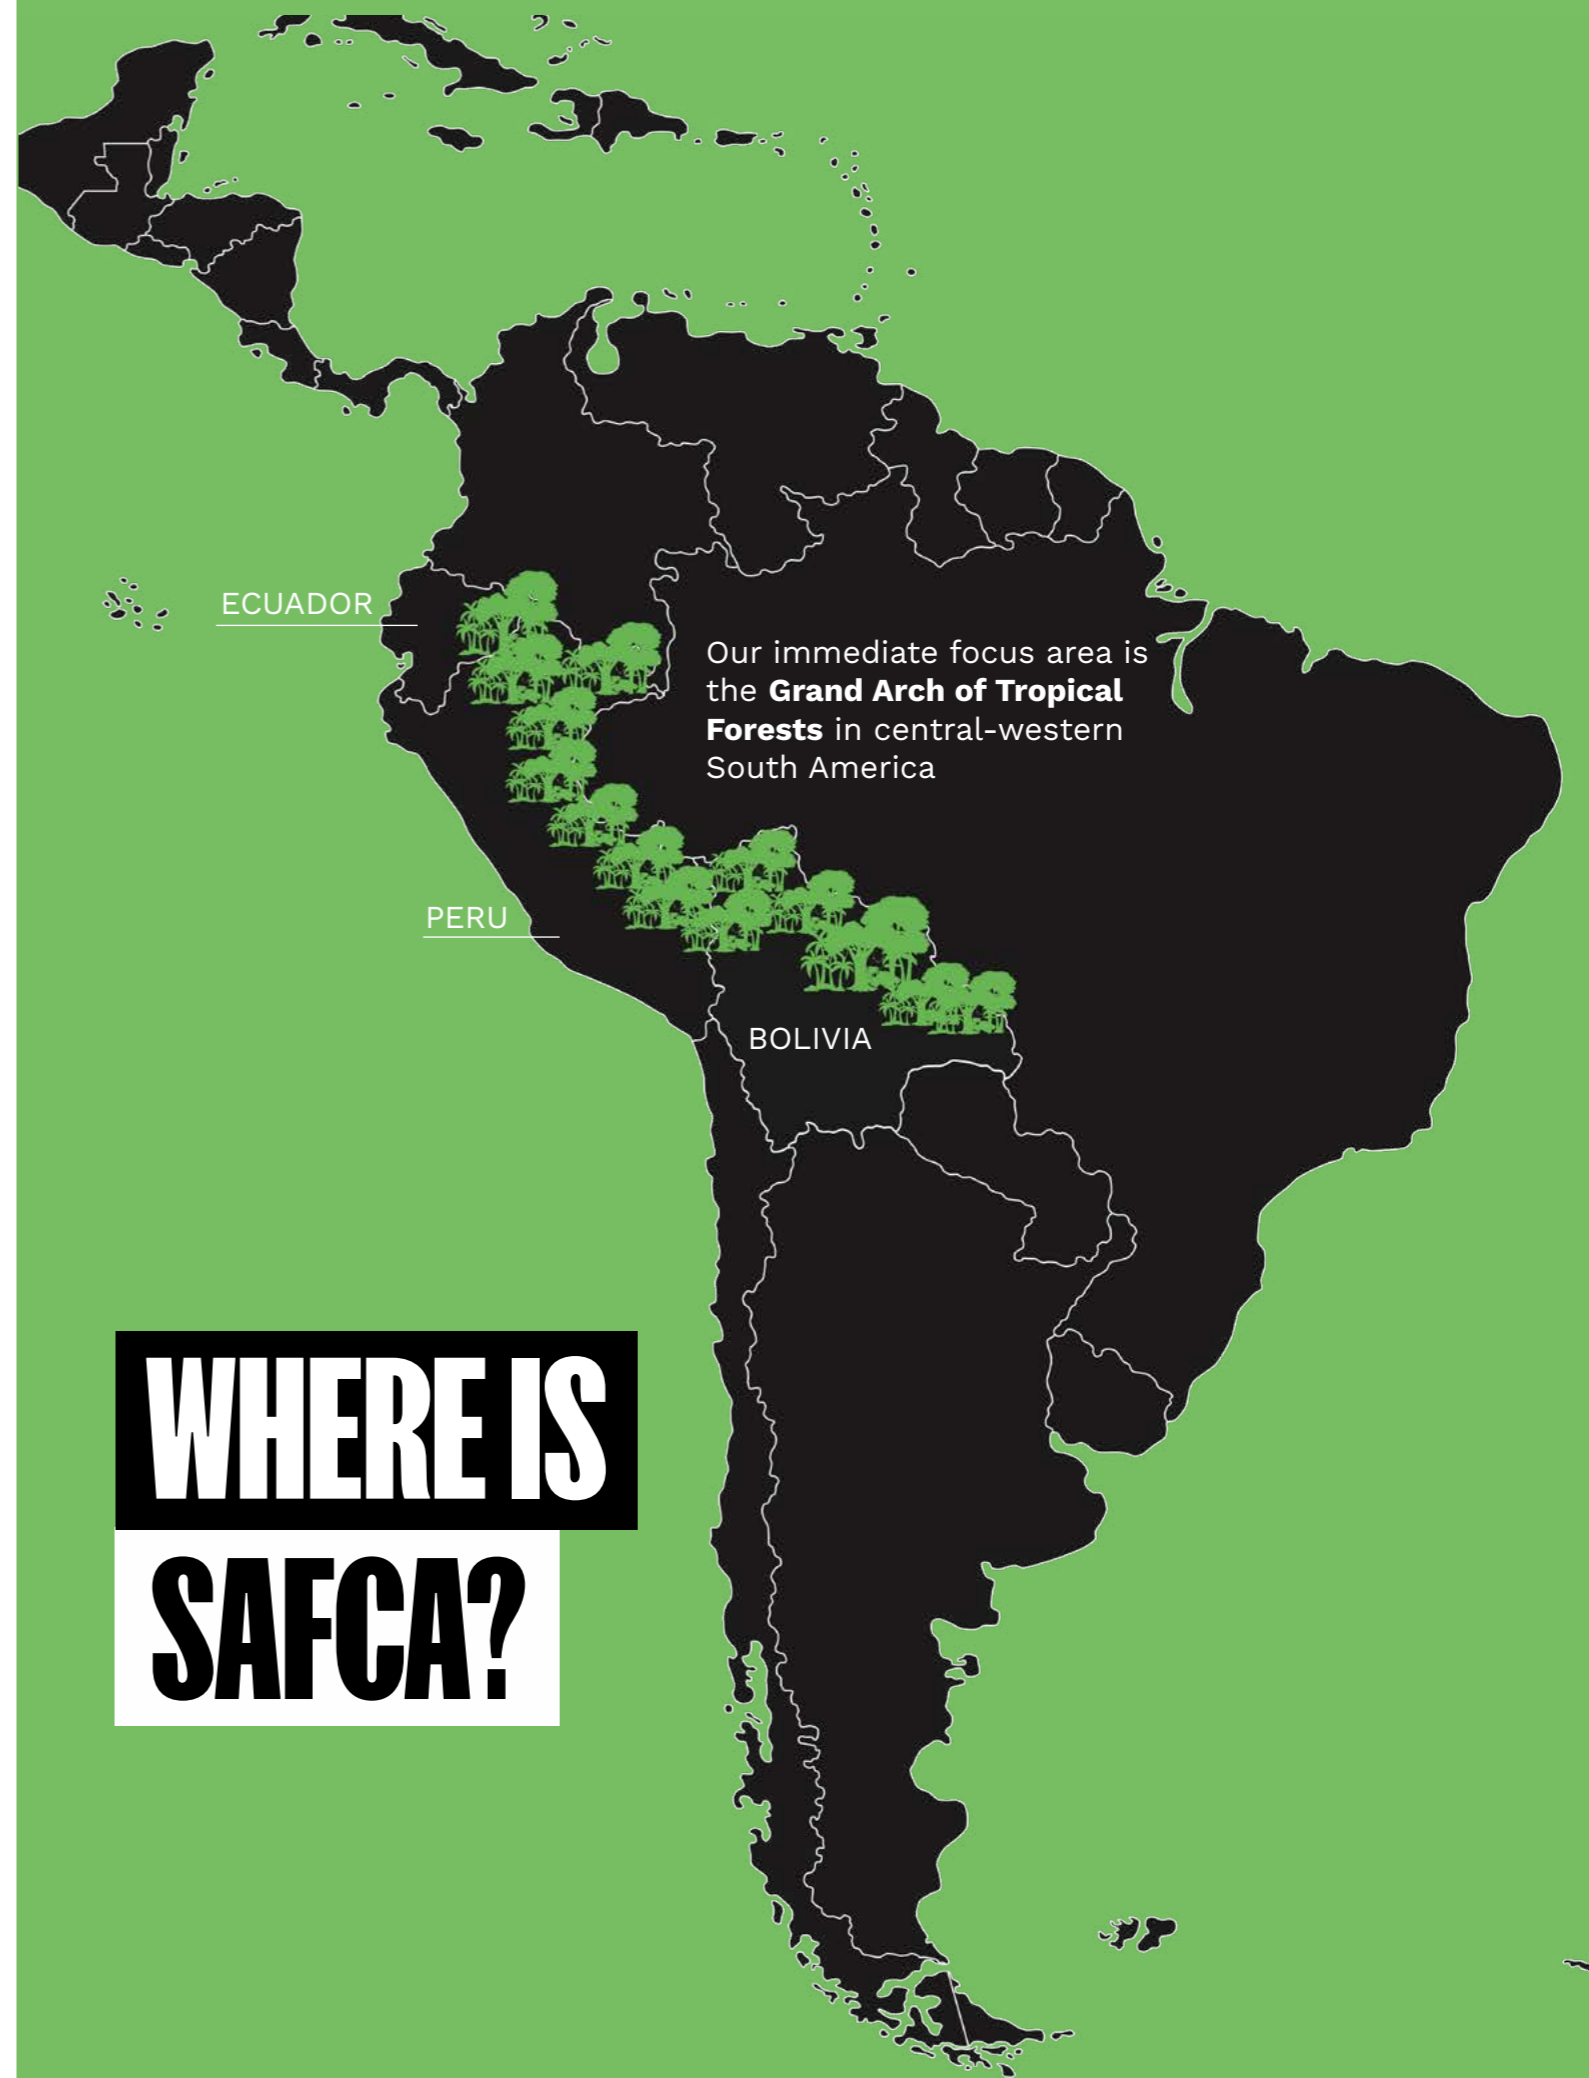 ECUADOR
Our immediate focus area is
the Grand Arch of Tropical
Forests in central-western
South America
PERU
BOLIVIA
WHERE IS
SAFCA?